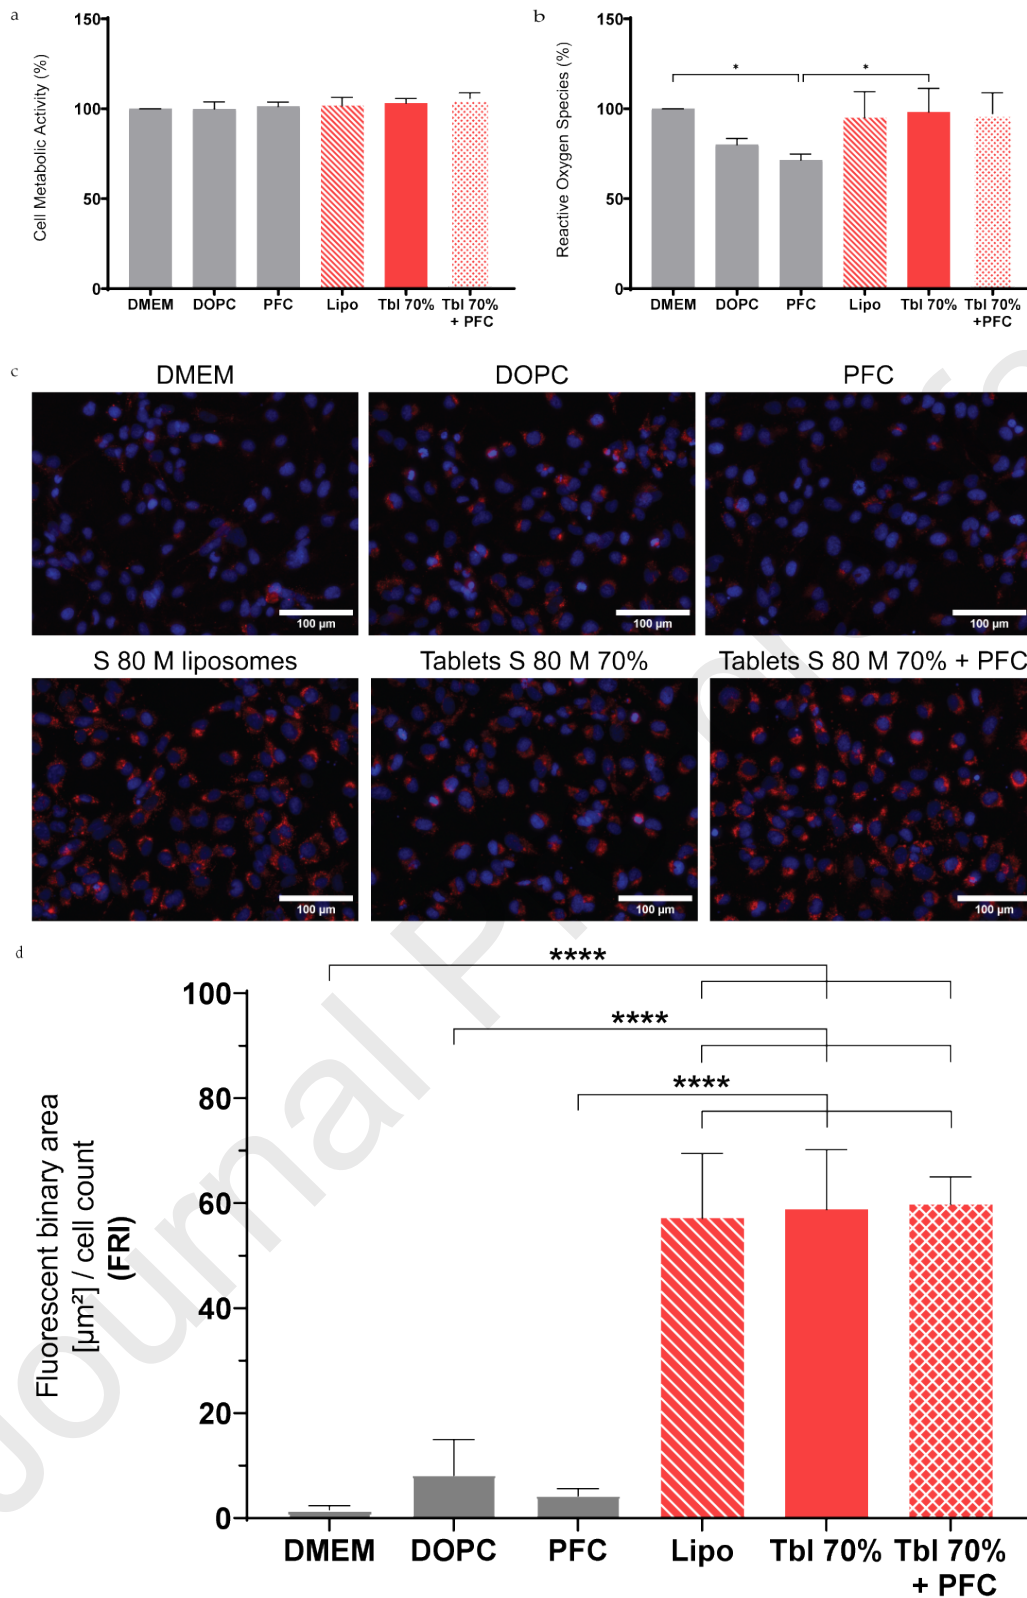 a
150
100
50
0
Cell Metabolic Activity (%)
DMEM
DOPC
PFC
Lipo
Tbl 70%
Tbl 70%
+ PFC
b
150
100
50
0
Reactive Oxygen Species (%)
*
*
DMEM
DOPC
PFC
Lipo
Tbl 70%
Tbl 70%
+PFC
c
DMEM
DOPC
PFC
100 µm
100 µm
100 µm
S 80 M liposomes
Tablets S 80 M 70%
Tablets S 80 M 70% + PFC
100 µm
100 µm
100 µm
d
100
80
60
40
20
0
Fluorescent binary area
[µm²] / cell count
(FRI)
****
****
****
DMEM
DOPC
PFC
Lipo
Tbl 70%
Tbl 70%
+ PFC
Journal